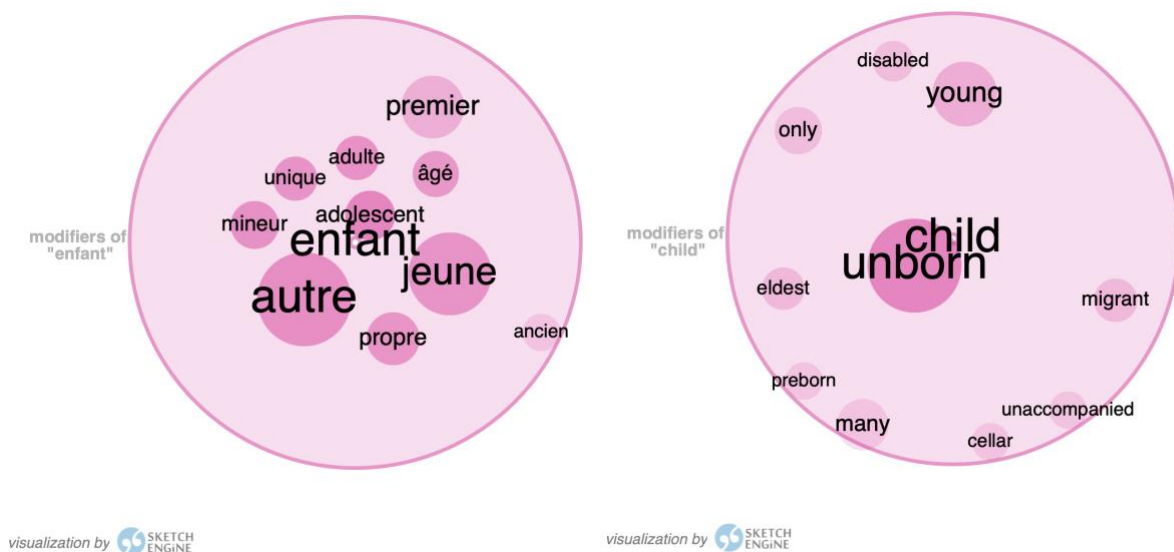 premier
adulte
âgé
unique
adolescent
mineur
enfant
modifiers of
"enfant"
jeune
autre
ancien
propre
visualization by SKETCH
ENGINE
disabled
young
only
child
modifiers of
"child"
unborn
eldest
migrant
preborn
unaccompanied
many
cellar
visualization by SKETCH
ENGINE